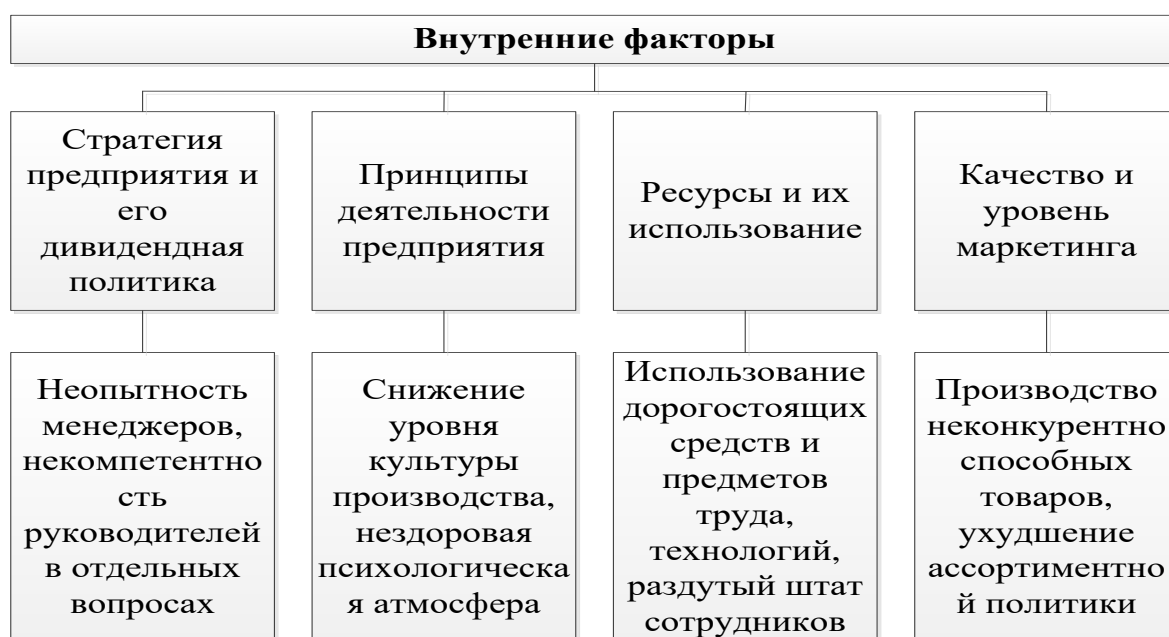 Внутренние факторы
Стратегия
предприятия и
его
дивидендная
политика
Принципы
деятельности
предприятия
Ресурсы и их
использование
Качество и
уровень
маркетинга
Неопытность
менеджеров,
некомпетентно
сть
руководителей
в отдельных
вопросах
Снижение
уровня
культуры
производства,
нездоровая
психологическа
я атмосфера
Использование
дорогостоящих
средств и
предметов
труда,
технологий,
раздутый штат
сотрудников
Производство
неконкурентно
способных
товаров,
ухудшение
ассортиментно
й политики